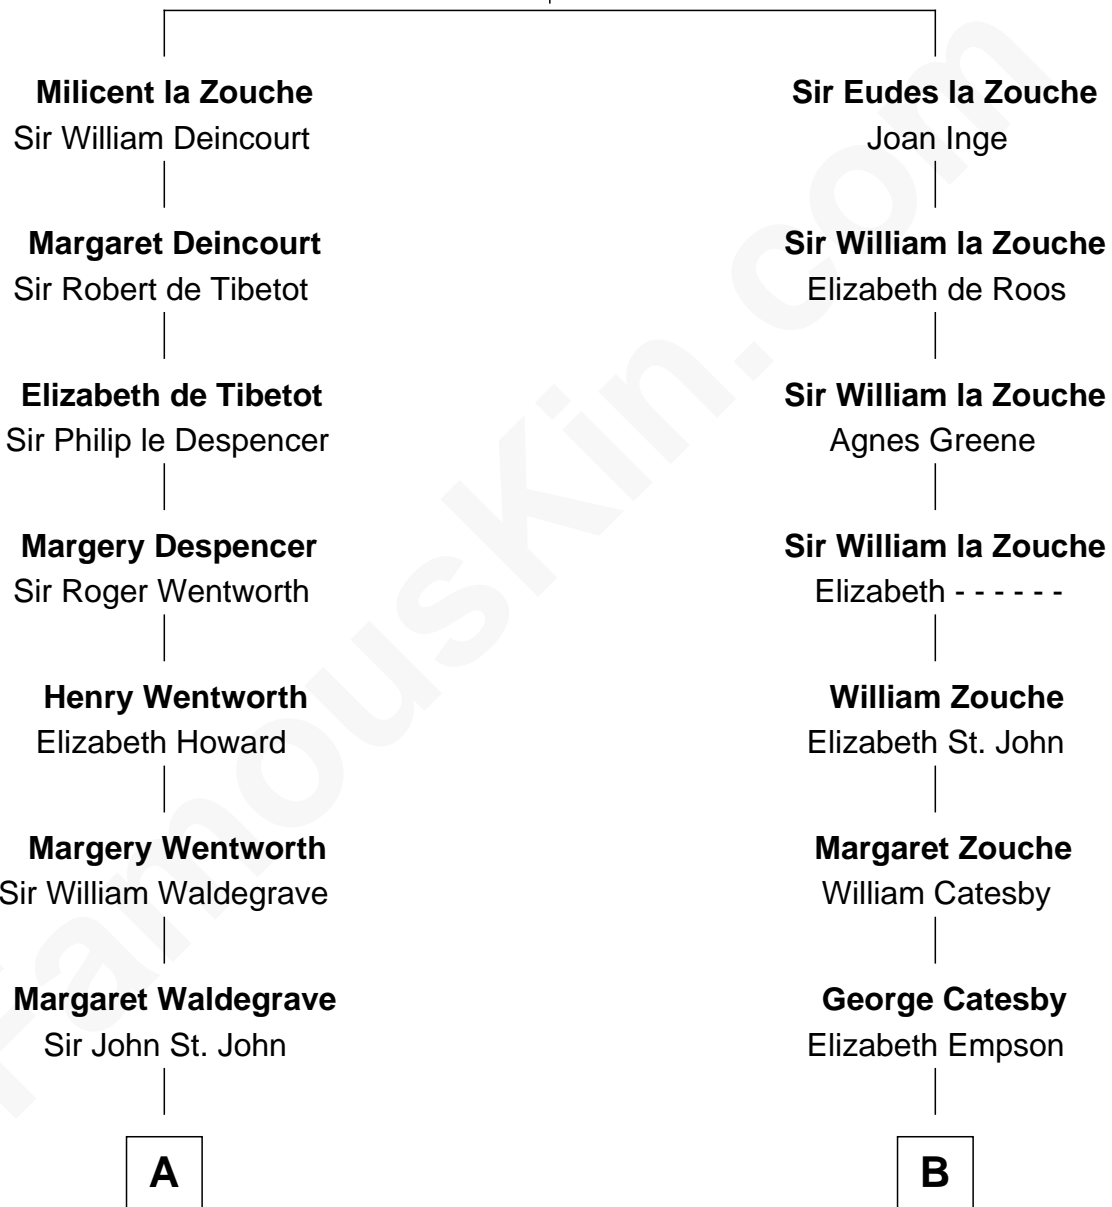 Milicent la Zouche
Sir William Deincourt
Margaret Deincourt
Sir Robert de Tibetot
Elizabeth de Tibetot
Sir Philip le Despencer
Margery Despencer
Sir Roger Wentworth
Henry Wentworth
Elizabeth Howard
Margery Wentworth
Sir William Waldegrave
Margaret Waldegrave
Sir John St. John
A
Sir Eudes la Zouche
Joan Inge
Sir William la Zouche
Elizabeth de Roos
Sir William la Zouche
Agnes Greene
Sir William la Zouche
Elizabeth - - - - - -
William Zouche
Elizabeth St. John
Margaret Zouche
William Catesby
George Catesby
Elizabeth Empson
B
FamousKin.com